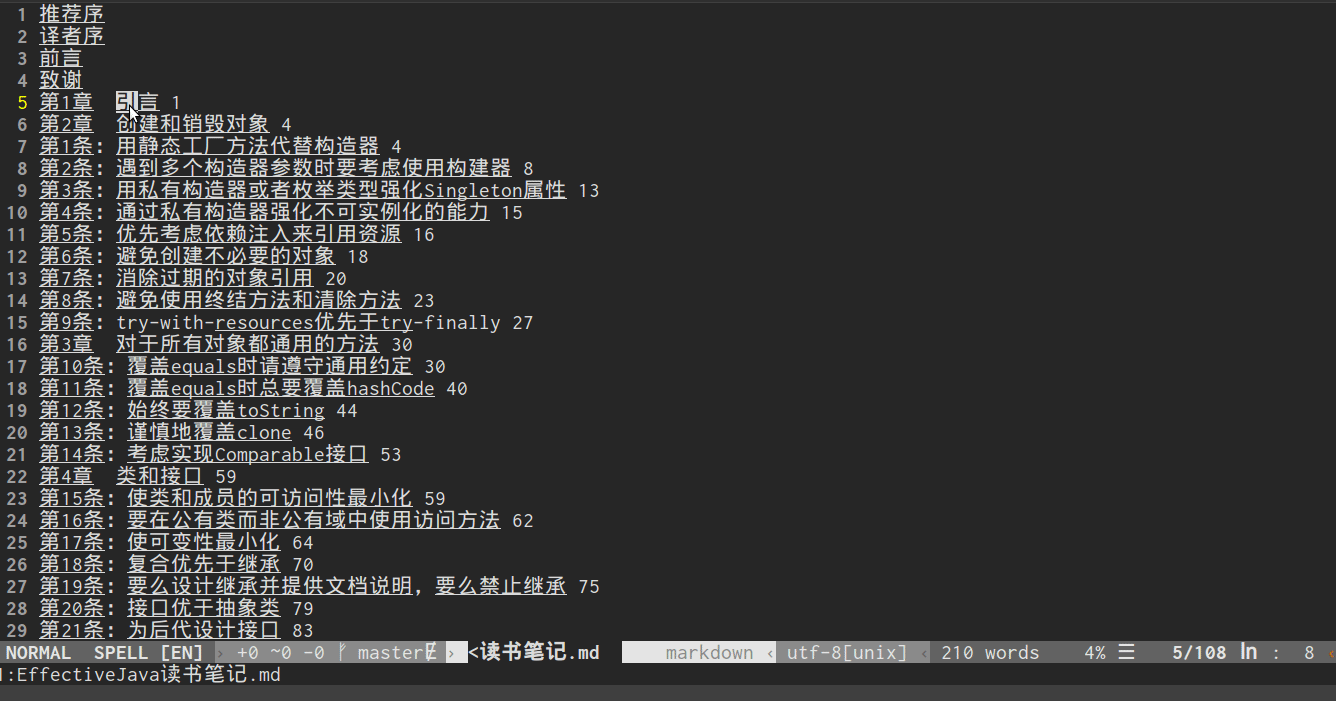 1 推荐序
2 译者序
3 前言
4 致谢
5 第1章 引言 1
6 第2章 创建和销毁对象 4
7 第1条: 用静态工厂方法代替构造器 4
8 第2条: 遇到多个构造器参数时要考虑使用构建器 8
9 第3条: 用私有构造器或者枚举类型强化Singleton属性 13
10 第4条: 通过私有构造器强化不可实例化的能力 15
11 第5条: 优先考虑依赖注入来引用资源 16
12 第6条: 避免创建不必要的对象 18
13 第7条: 消除过期的对象引用 20
14 第8条: 避免使用终结方法和清除方法 23
15 第9条: try-with-resources优先于try-finally 27
16 第3章 对于所有对象都通用的方法 30
17 第10条: 覆盖equals时请遵守通用约定 30
18 第11条: 覆盖equals时总要覆盖hashCode 40
19 第12条: 始终要覆盖toString 44
20 第13条: 谨慎地覆盖clone 46
21 第14条: 考虑实现Comparable接口 53
22 第4章 类和接口 59
23 第15条: 使类和成员的可访问性最小化 59
24 第16条: 要在公有类而非公有域中使用访问方法 62
25 第17条: 使可变性最小化 64
26 第18条: 复合优先于继承 70
27 第19条: 要么设计继承并提供文档说明, 要么禁止继承 75
28 第20条: 接口优于抽象类 79
29 第21条: 为后代设计接口 83
NORMAL SPELL [EN] › +0 ~0 -0 master › <读书笔记.md markdown ‹ utf-8[unix] ‹ 210 words 4% ☰ 5/108 ln : 8
:EffectiveJava读书笔记.md